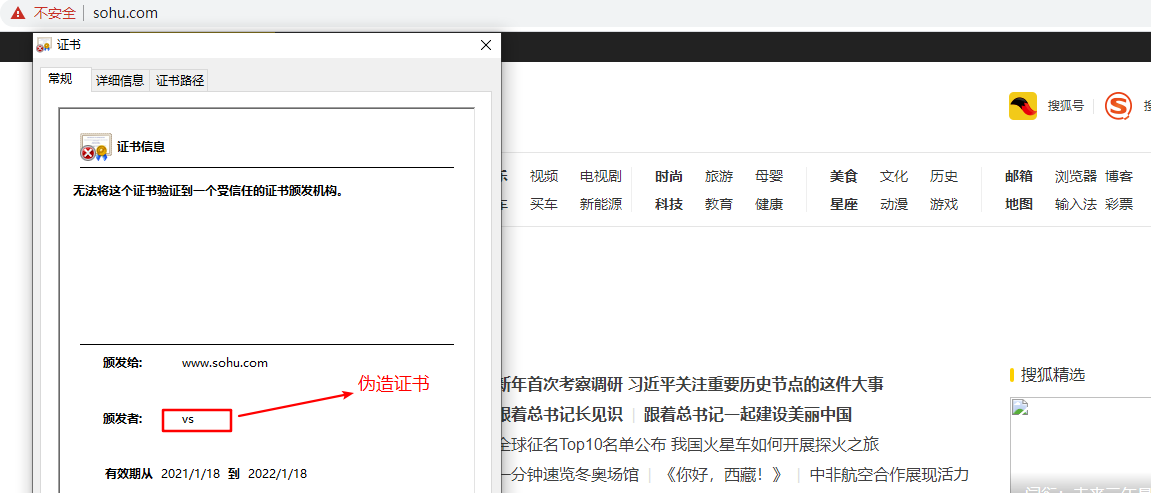 不安全 sohu.com
证书
常规 详细信息 证书路径
证书信息
无法将这个证书验证到一个受信任的证书颁发机构。
颁发给: www.sohu.com
伪造证书
颁发者: vs
有效期从 2021/1/18 到 2022/1/18
搜狐号
视频 电视剧 时尚 旅游 母婴 美食 文化 历史 邮箱 浏览器 博客
买车 新能源 科技 教育 健康 星座 动漫 游戏 地图 输入法 彩票
新年首次考察调研 习近平关注重要历史节点的这件大事
跟着总书记长见识 | 跟着总书记一起建设美丽中国
全球征名Top10名单公布 我国火星车如何开展探火之旅
一分钟速览冬奥场馆 | 《你好，西藏！》 | 中非航空合作展现活力
搜狐精选